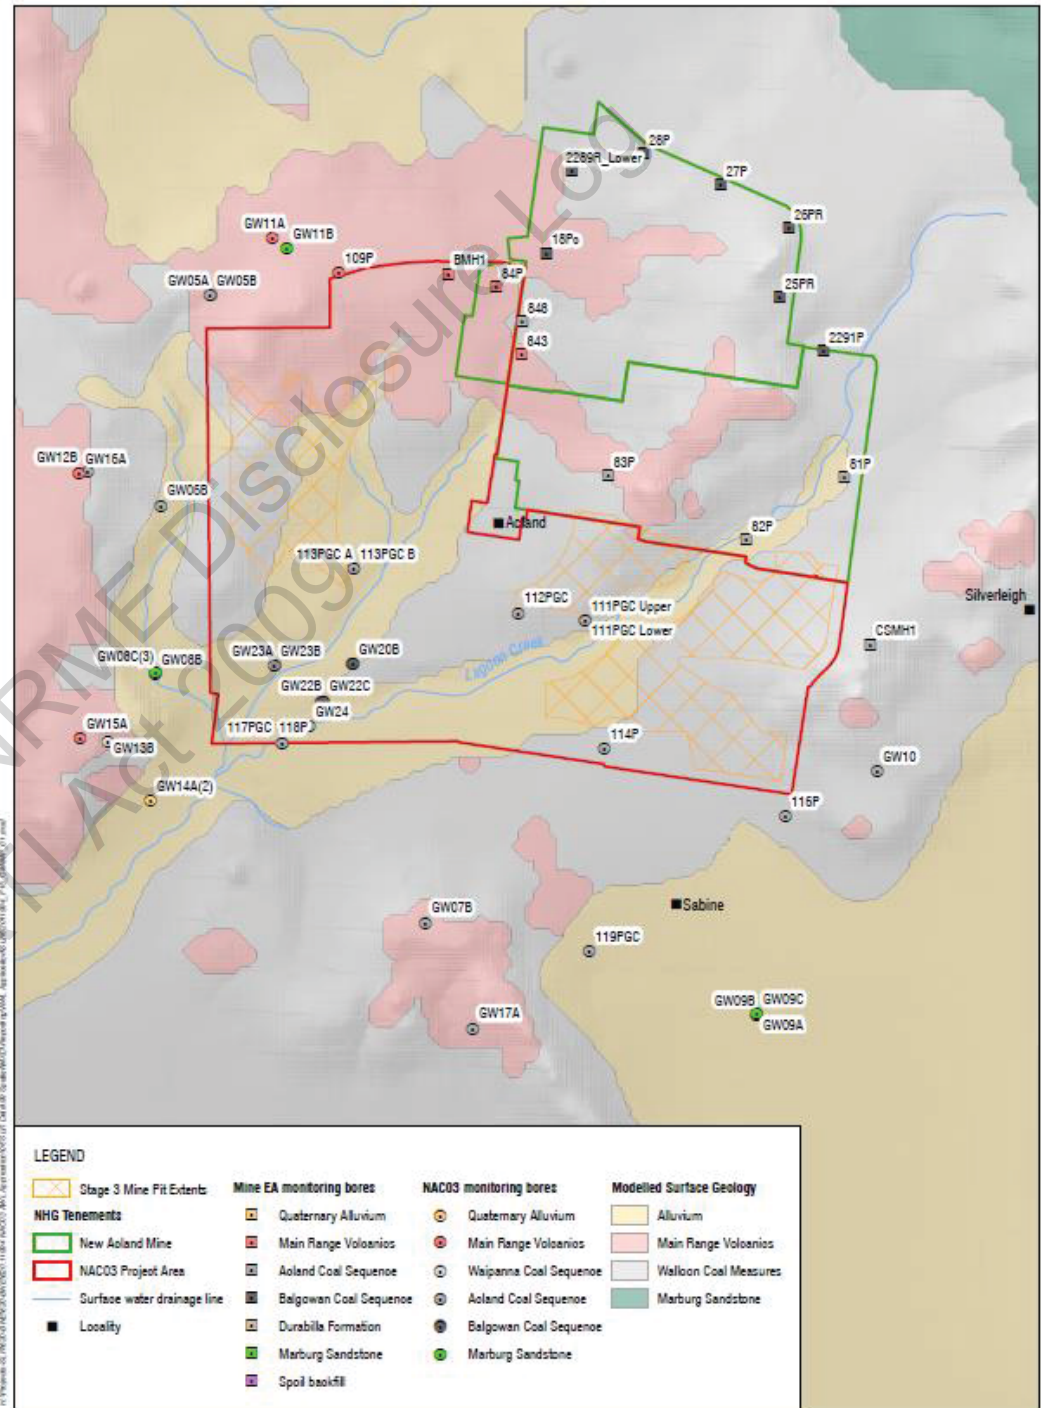 28P
2289R_Lower
27P
26PR
GW11A
GW11B
18Po
109P
BMH1
84P
GW05A GW05B
25PR
846
843
2291P
GW12B GW16A
83P
81P
GW06B
Acland
82P
113PGC A 113PGC B
Silverleigh
112PGC
111PGC Upper
111PGC Lower
CSMH1
Lagoon Creek
GW08C(3) GW08B
GW23A GW23B
GW20B
GW22B GW22C
GW24
GW15A
GW13B
117PGC 118P
114P
GW10
GW14A(2)
116P
Sabine
GW07B
119PGC
GW09B GW09C
GW09A
GW17A
NRME Disclosure Log
TI Act 2009
LEGEND
Stage 3 Mine Pit Extents
NHG Tenements
New Acland Mine
NAC03 Project Area
Surface water drainage line
Locality
Mine EA monitoring bores
Quaternary Alluvium
Main Range Volcanics
Acland Coal Sequence
Balgowan Coal Sequence
Durabilla Formation
Marburg Sandstone
Spoil backfill
NAC03 monitoring bores
Quaternary Alluvium
Main Range Volcanics
Waipanna Coal Sequence
Acland Coal Sequence
Balgowan Coal Sequence
Marburg Sandstone
Modelled Surface Geology
Alluvium
Main Range Volcanics
Walloon Coal Measures
Marburg Sandstone